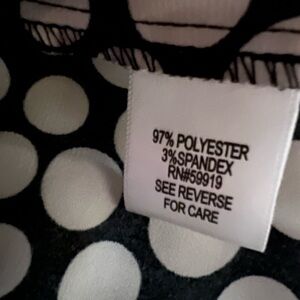 97% POLYESTER
3%SPANDEX
RN#59919
SEE REVERSE
FOR CARE